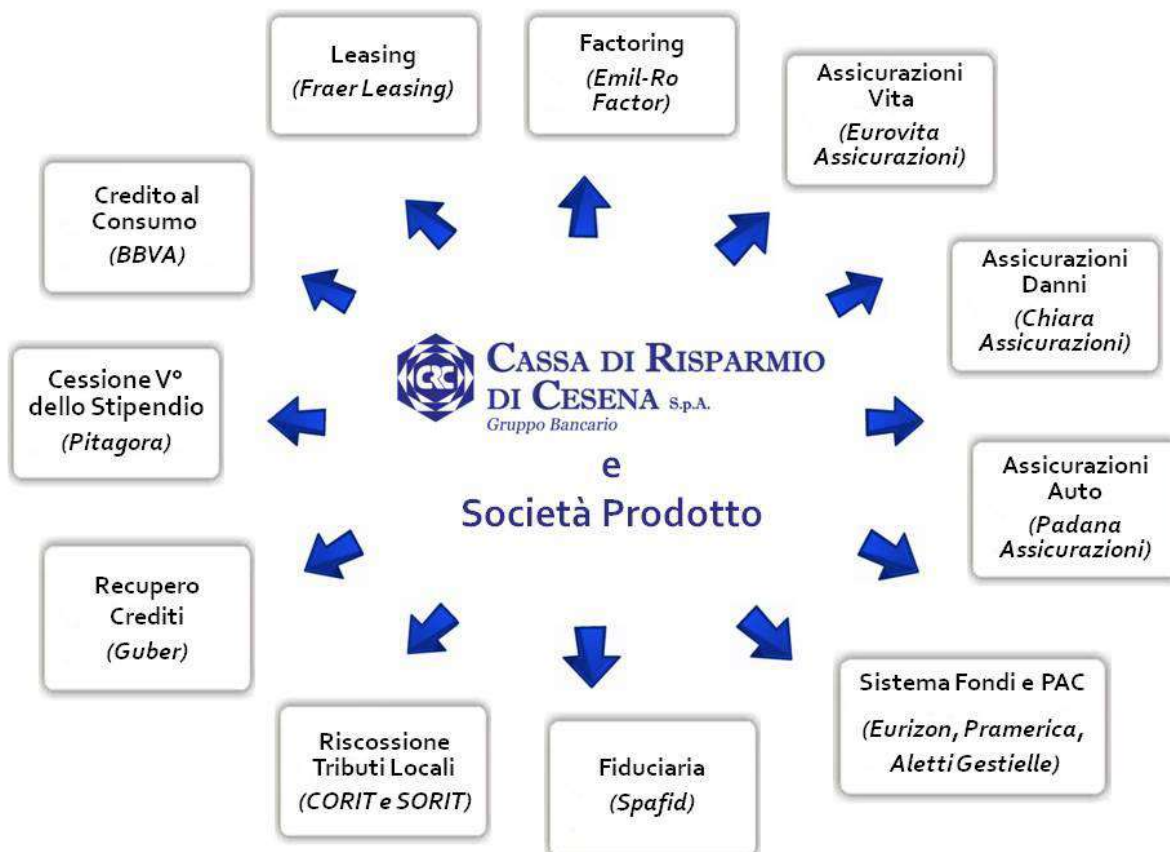 Leasing
(Fraer Leasing)
Factoring
(Emil-Ro
Factor)
Assicurazioni
Vita
(Eurovita
Assicurazioni)
Assicurazioni
Danni
(Chiara
Assicurazioni)
Assicurazioni
Auto
(Padana
Assicurazioni)
Sistema Fondi e PAC
(Eurizon, Pramerica,
Aletti Gestielle)
Fiduciaria
(Spafid)
Riscossione
Tributi Locali
(CORIT e SORIT)
Recupero
Crediti
(Guber)
Cessione V°
dello Stipendio
(Pitagora)
Credito al
Consumo
(BBVA)
CRC
CASSA DI RISPARMIO
DI CESENA S.p.A.
Gruppo Bancario
e
Società Prodotto